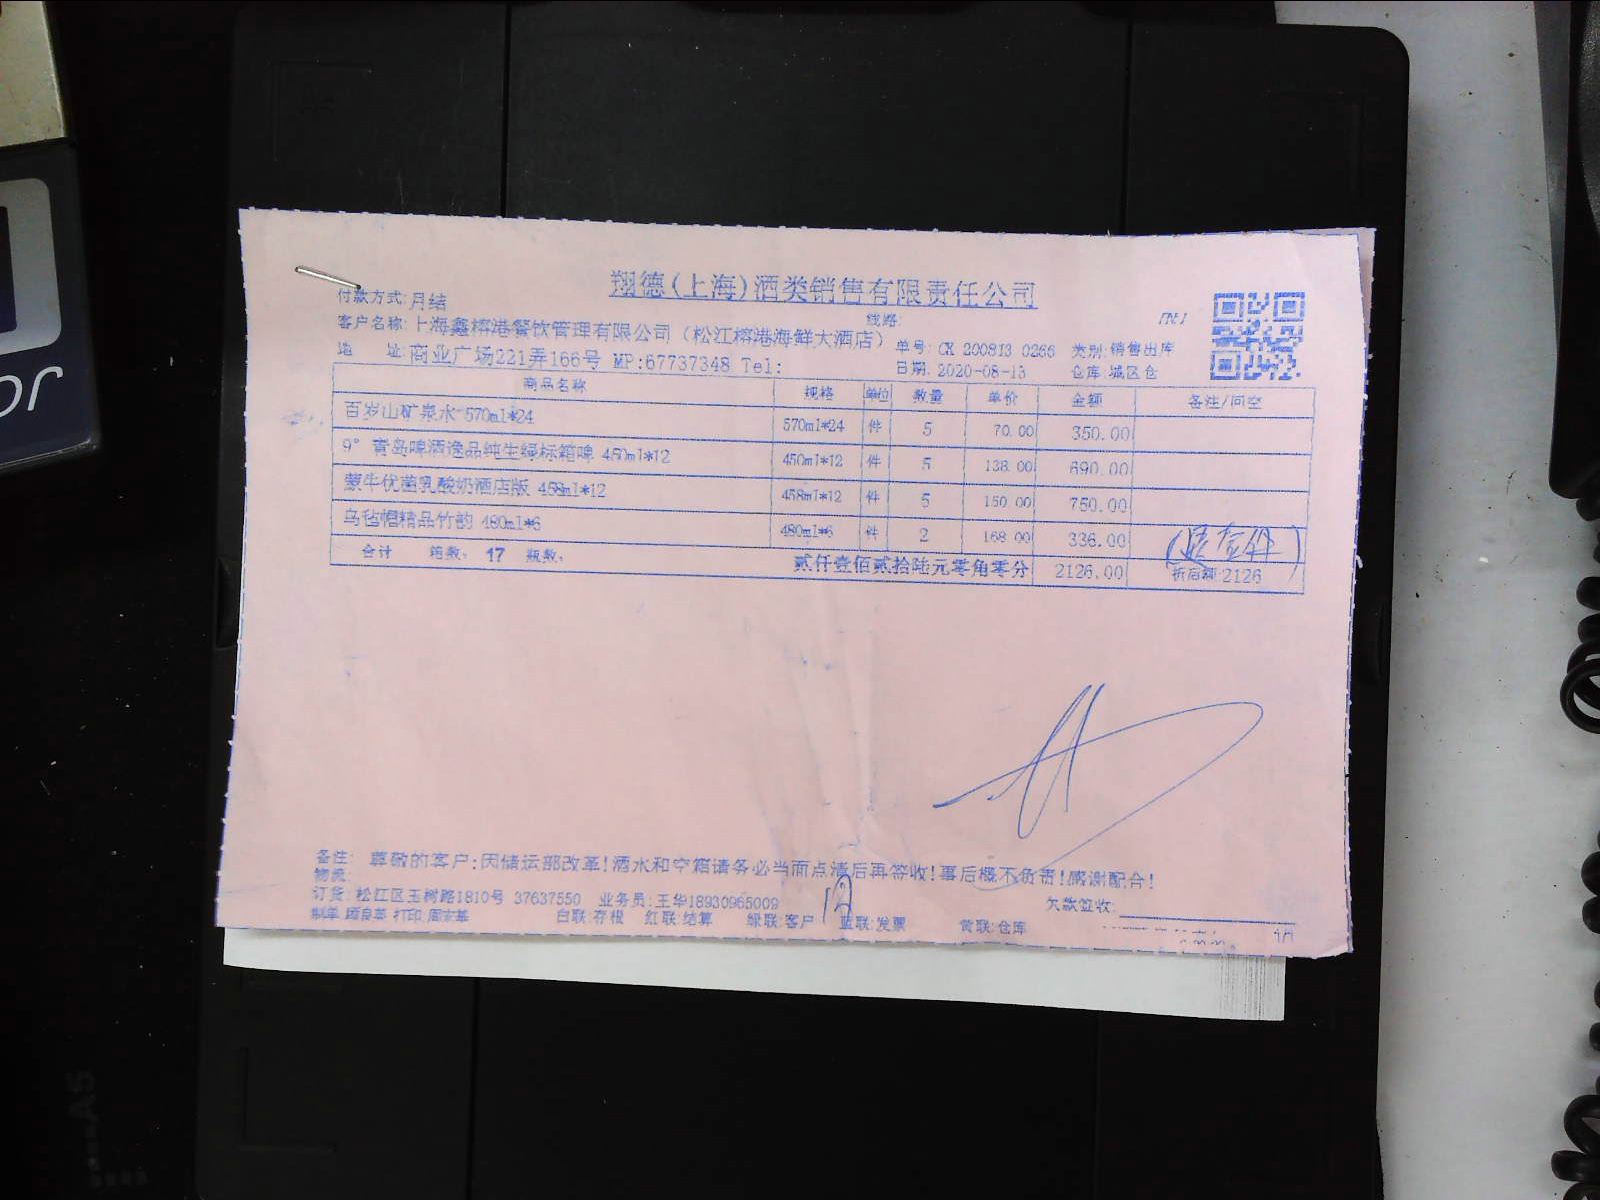 翔德(上海)酒类销售有限责任公司
付款方式:月结
线路:
客户名称:上海鑫榕港餐饮管理有限公司（松江榕港海鲜大酒店）
单号: CK 200813 0266 类别:销售出库
地 址:商业广场221弄166号 MP:67737348 Tel:
日期: 2020-08-13 仓库:城区仓
商品名称 规格 单位 数量 单价 金额 备注/回空
百岁山矿泉水 570ml*24 570ml*24 件 5 70.00 350.00
9° 青岛啤酒逸品纯生绿标箱啤 450ml*12 450ml*12 件 5 138.00 690.00
蒙牛优菌乳酸奶酒店版 458ml*12 458ml*12 件 5 150.00 750.00
乌毡帽精品竹韵 480ml*6 480ml*6 件 2 168.00 336.00
合计 箱数: 17 瓶数: 贰仟壹佰贰拾陆元零角零分 2126.00 折后额:2126
备注: 尊敬的客户:因储运部改革!酒水和空箱请务必当面点清后再签收!事后概不负责!感谢配合!
物流:
订货:松江区玉树路1810号 37637550 业务员:王华18930965009
欠款签收:
制单 顾良英 打印:周 白联:存根 红联:结算 绿联:客户 蓝联:发票 黄联:仓库